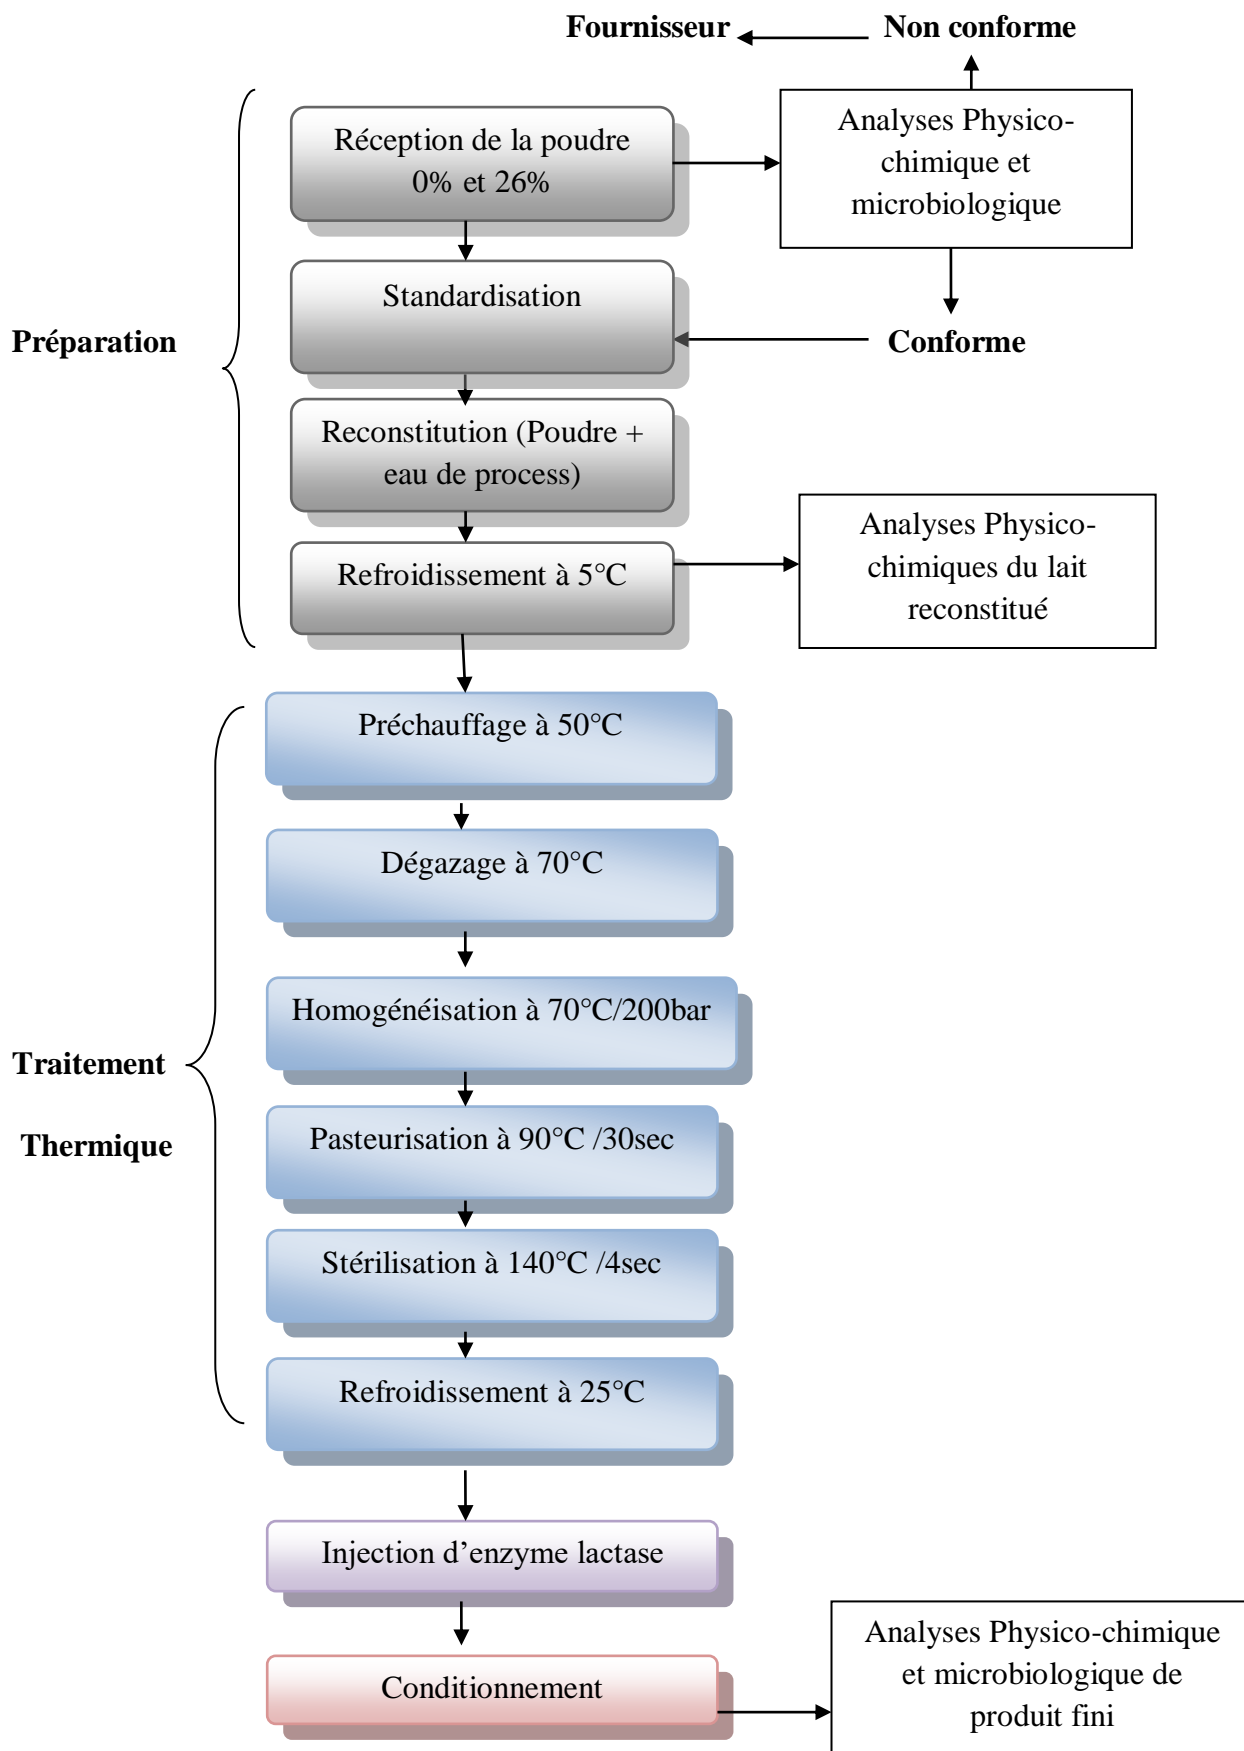 Fournisseur
Non conforme
Réception de la poudre
0% et 26%
Analyses Physico-
chimique et
microbiologique
Standardisation
Préparation
Conforme
Reconstitution (Poudre +
eau de process)
Refroidissement à 5°C
Analyses Physico-
chimiques du lait
reconstitué
Préchauffage à 50°C
Dégazage à 70°C
Homogénéisation à 70°C/200bar
Traitement
Thermique
Pasteurisation à 90°C /30sec
Stérilisation à 140°C /4sec
Refroidissement à 25°C
Injection d’enzyme lactase
Conditionnement
Analyses Physico-chimique
et microbiologique de
produit fini